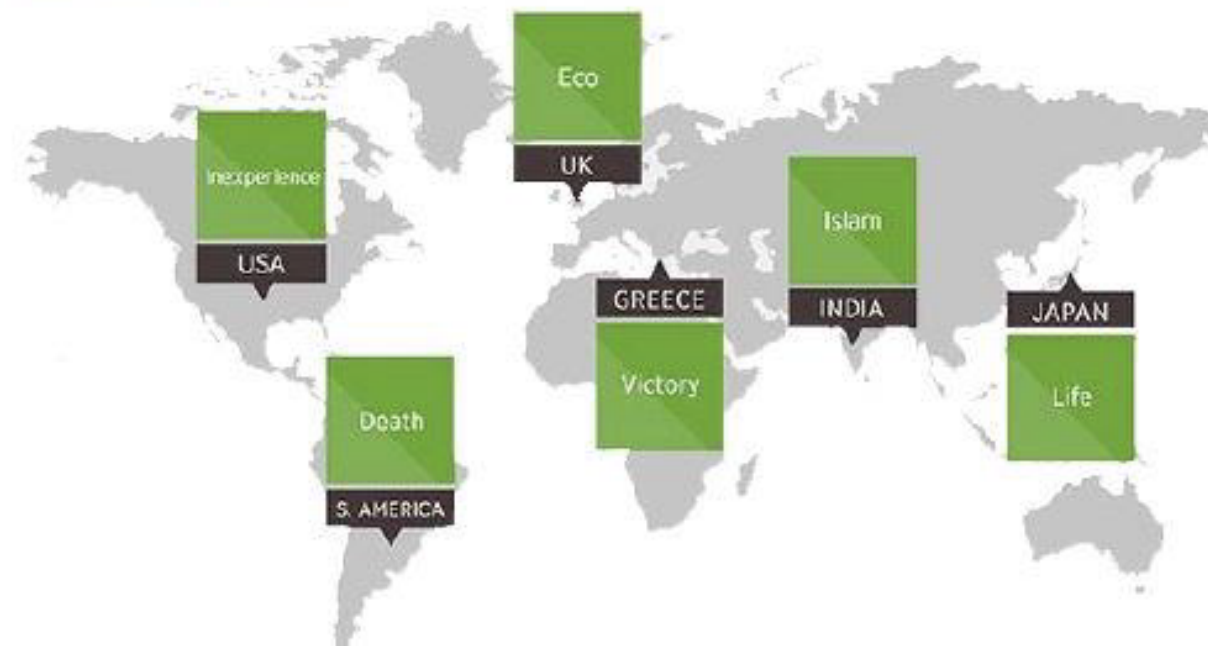 Eco
UK
Inexperience
USA
Islam
INDIA
GREECE
Victory
JAPAN
Life
Death
S. AMERICA